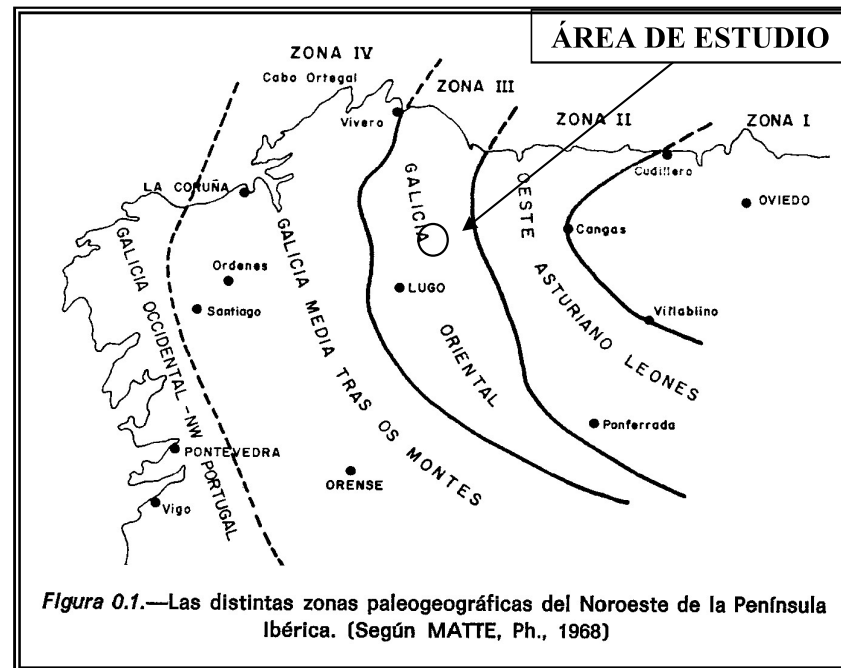 ÁREA DE ESTUDIO
ZONA IV
Cabo Ortegal
ZONA III
Vivero
ZONA II
ZONA I
Cudillero
LA CORUÑA
OVIEDO
Cangas
Ordenes
Santiago
LUGO
Villablino
GALICIA OCCIDENTAL -NW PORTUGAL
GALICIA MEDIA TRAS OS MONTES
GALICIA ORIENTAL
OESTE ASTURIANO LEONES
Ponferrada
PONTEVEDRA
ORENSE
Vigo
Figura 0.1.—Las distintas zonas paleogeográficas del Noroeste de la Península
Ibérica. (Según MATTE, Ph., 1968)